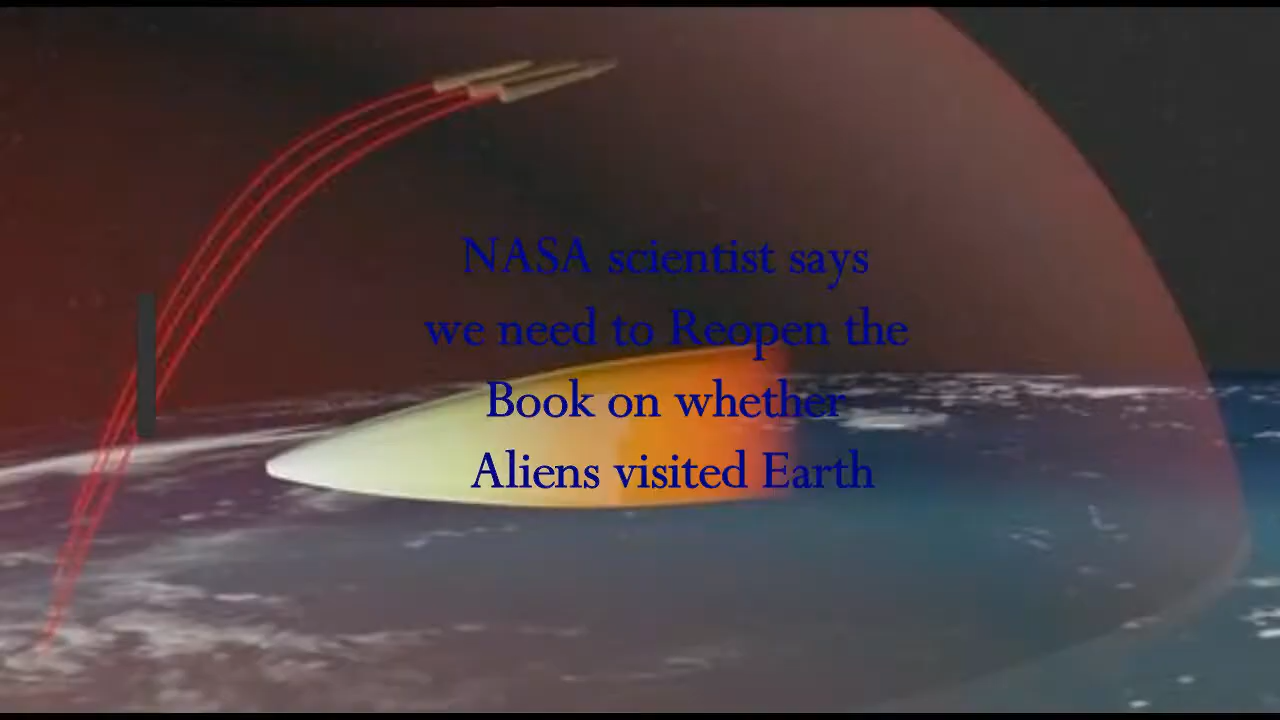 NASA scientist says
we need to Reopen the
Book on whether
Aliens visited Earth